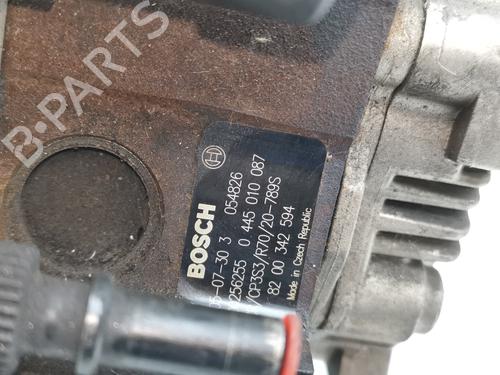 B-PARTS
BOSCH
05-07-30 3 054826
256255 0 445 010 087
/CP3S3/R70/20-789S
82 00 342 594
Made in Czech Republic